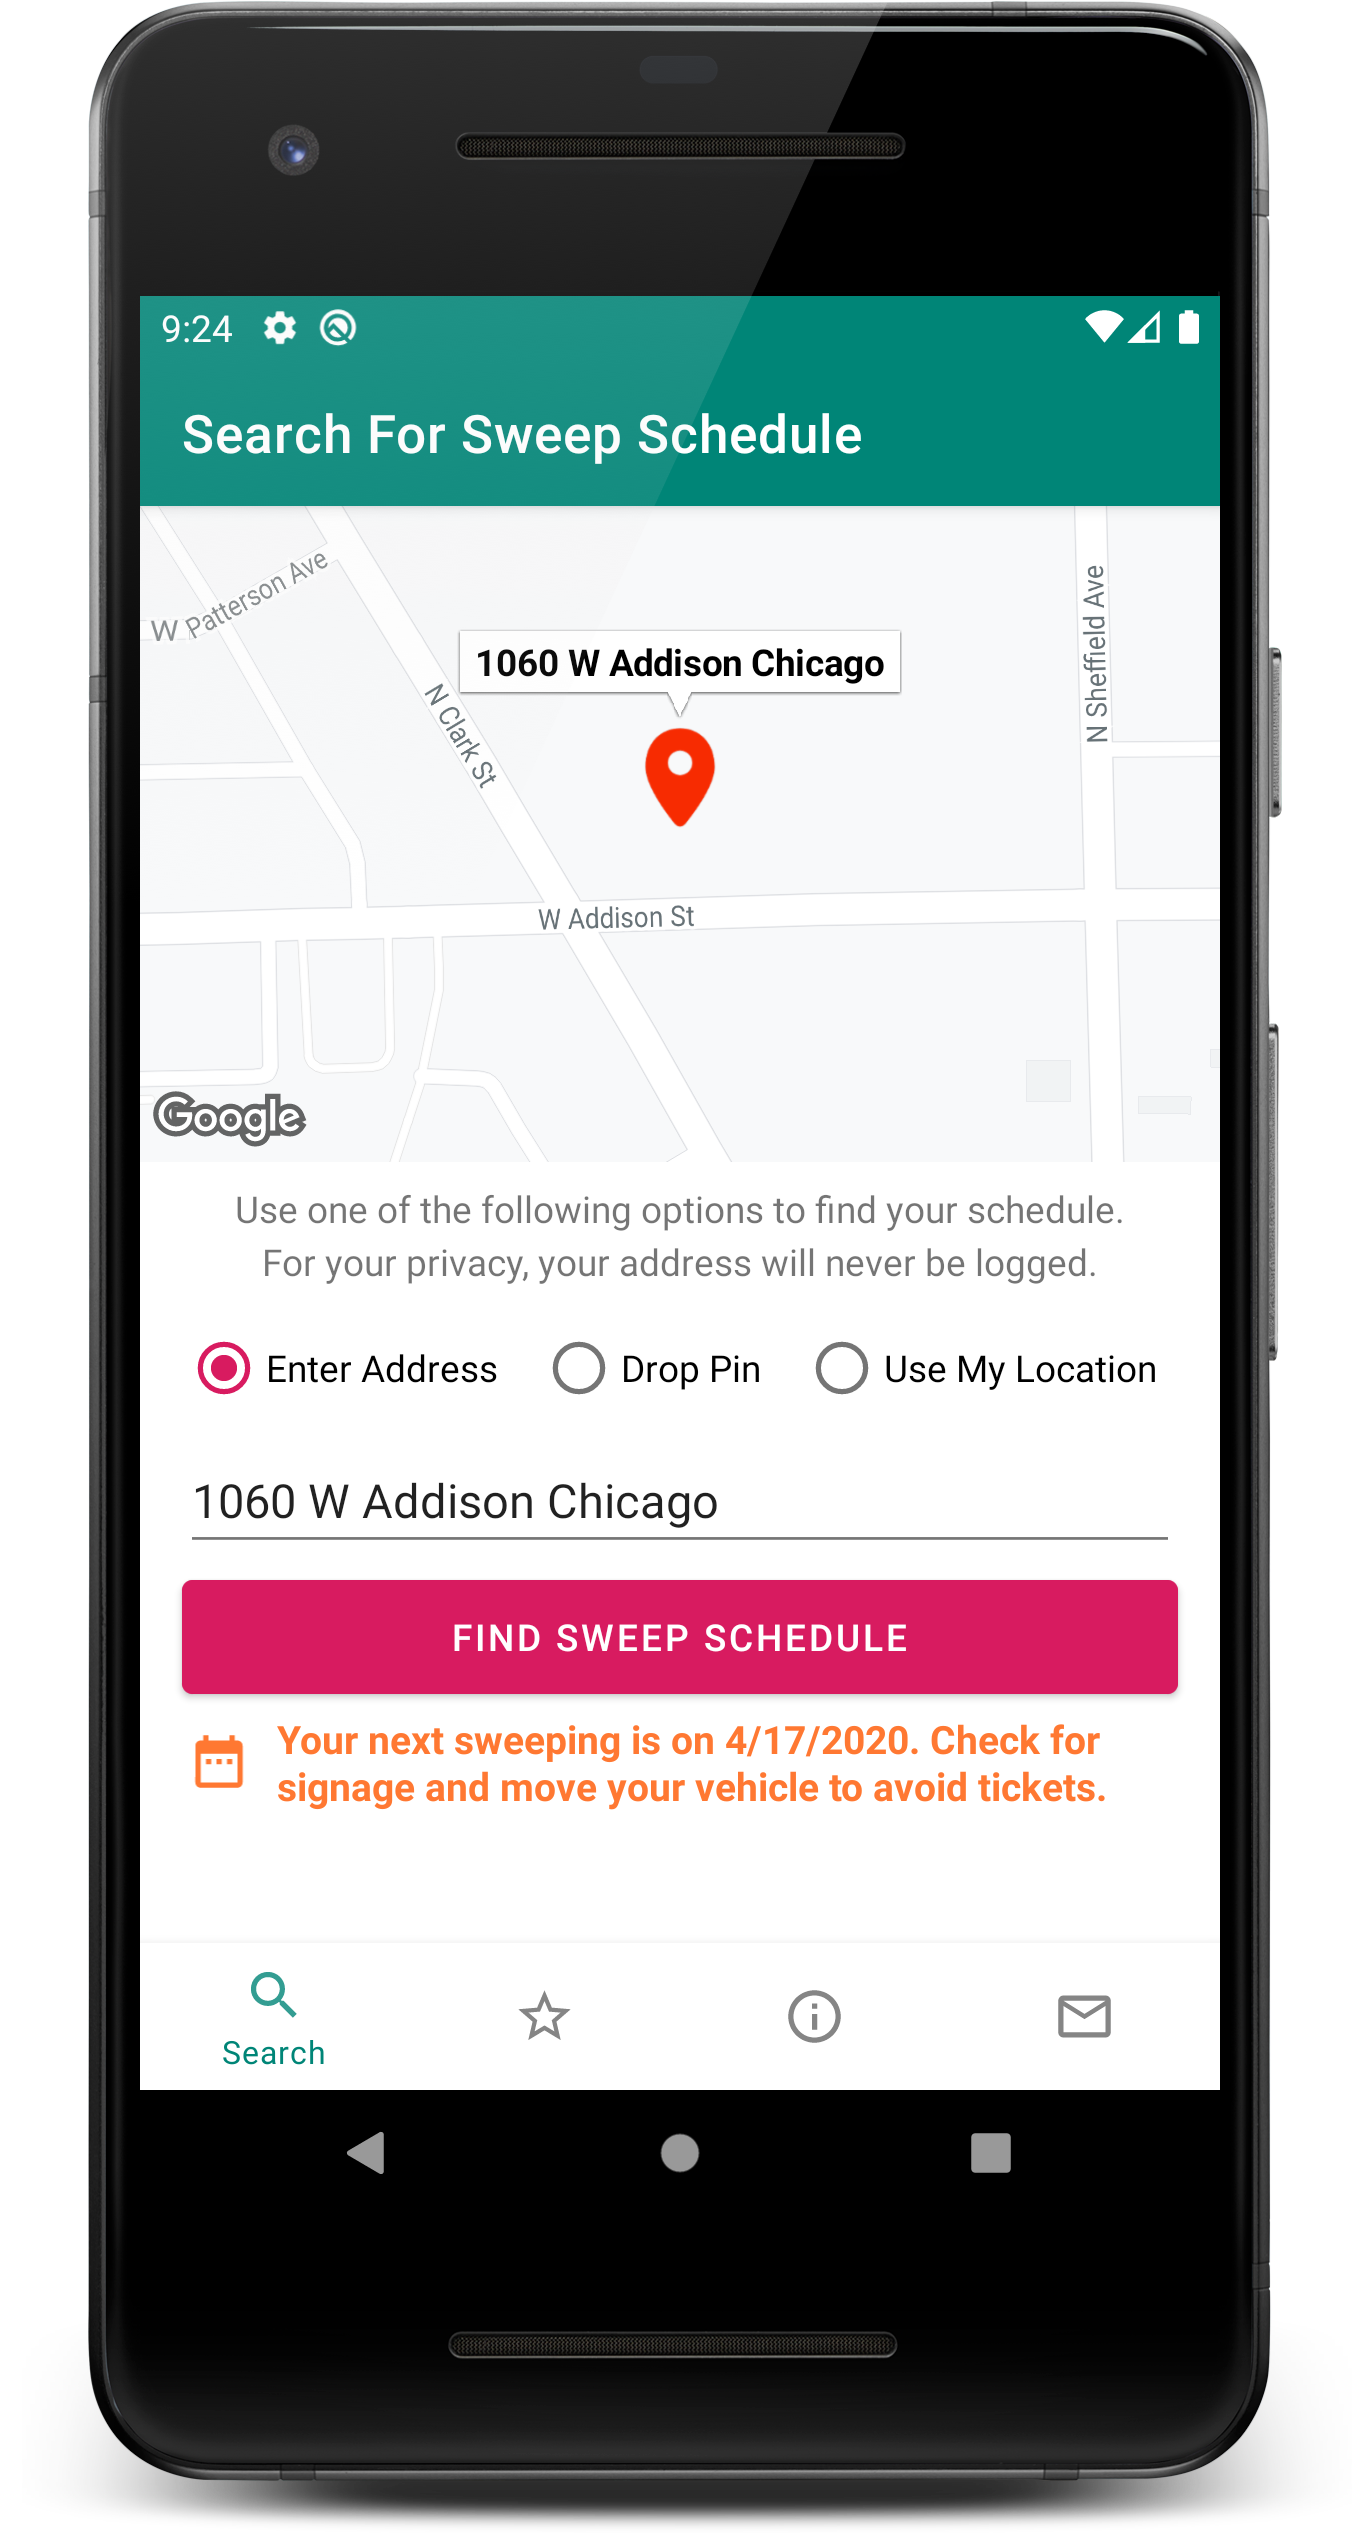 9:24
Search For Sweep Schedule
W Patterson Ave
N Clark St
N Sheffield Ave
1060 W Addison Chicago
W Addison St
Google
Use one of the following options to find your schedule.
For your privacy, your address will never be logged.
Enter Address
Drop Pin
Use My Location
1060 W Addison Chicago
FIND SWEEP SCHEDULE
Your next sweeping is on 4/17/2020. Check for
signage and move your vehicle to avoid tickets.
Search